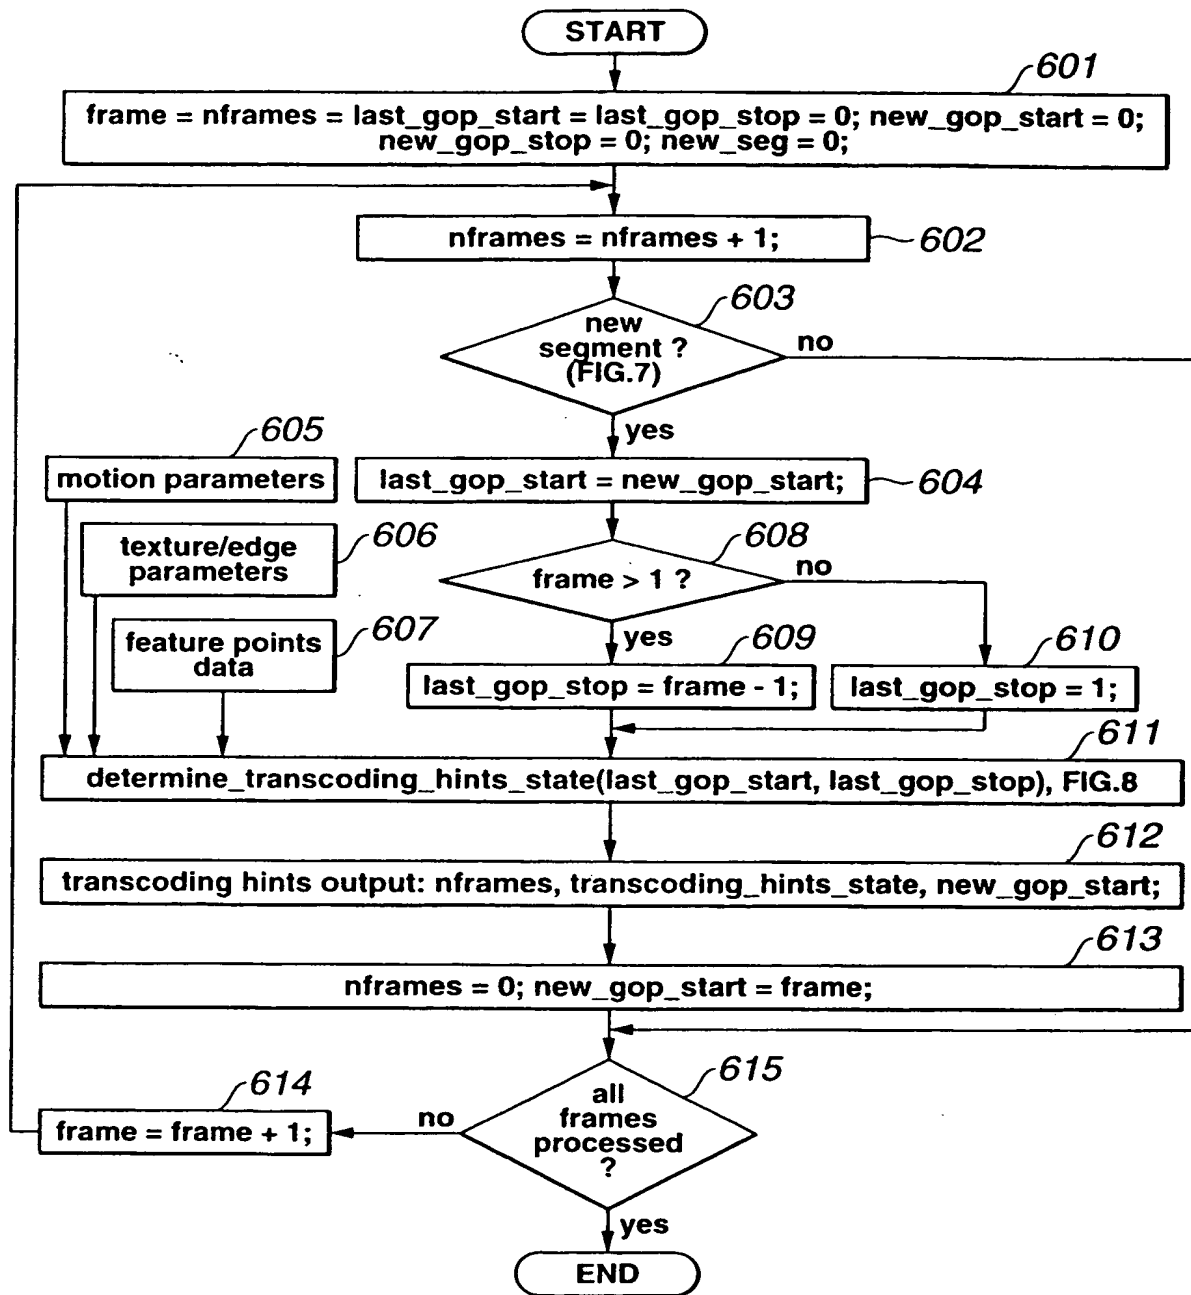 START
601
frame = nframes = last_gop_start = last_gop_stop = 0; new_gop_start = 0;
new_gop_stop = 0; new_seg = 0;
nframes = nframes + 1;
602
603
new
segment ?
(FIG.7)
no
yes
605
motion parameters
last_gop_start = new_gop_start;
604
606
texture/edge
parameters
608
frame > 1 ?
no
yes
607
feature points
data
609
last_gop_stop = frame - 1;
610
last_gop_stop = 1;
611
determine_transcoding_hints_state(last_gop_start, last_gop_stop), FIG.8
612
transcoding hints output: nframes, transcoding_hints_state, new_gop_start;
613
nframes = 0; new_gop_start = frame;
615
all
frames
processed
?
614
frame = frame + 1;
no
yes
END